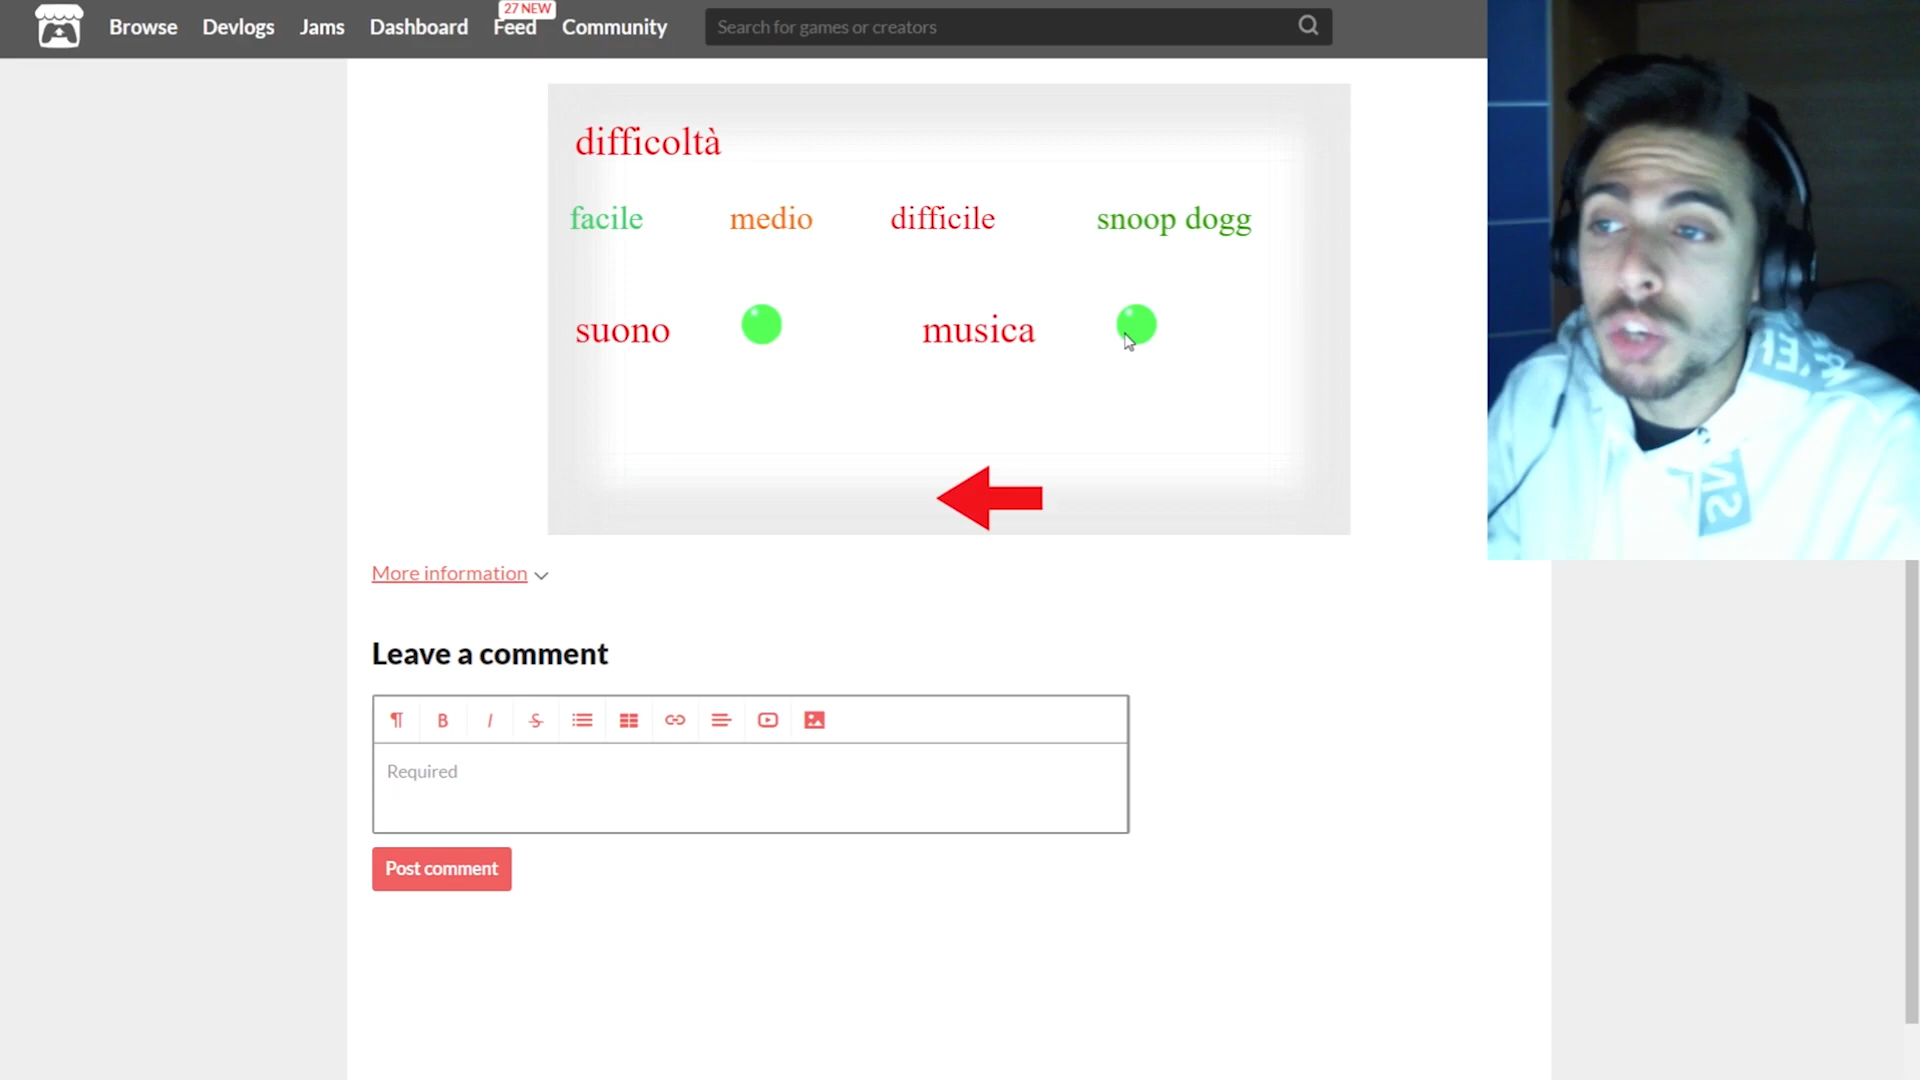 27 NEW
Browse Devlogs Jams Dashboard Feed Community Search for games or creators
difficoltà
facile medio difficile snoop dogg
suono musica
More information
Leave a comment
B I S
Required
Post comment